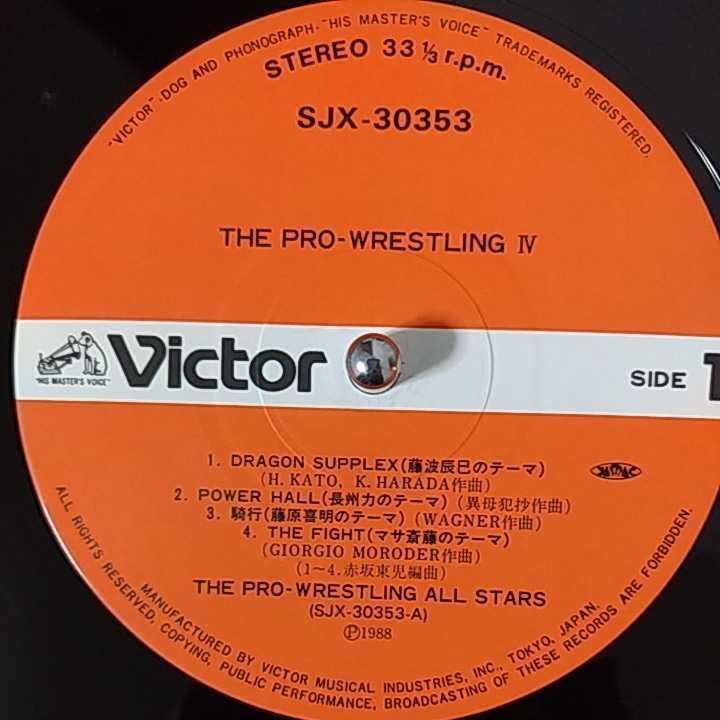 "VICTOR"-DOG AND PHONOGRAPH-"HIS MASTER'S VOICE" TRADEMARKS REGISTERED.
STEREO 33 1/3 r.p.m.
SJX-30353
THE PRO-WRESTLING Ⅳ
"HIS MASTER'S VOICE"
Victor
SIDE 1
1. DRAGON SUPPLEX(藤波辰巳のテーマ)
(H. KATO, K. HARADA作曲)
2. POWER HALL(長州力のテーマ) (異母犯抄作曲)
3. 騎行(藤原喜明のテーマ) (WAGNER作曲)
4. THE FIGHT(マサ斎藤のテーマ)
(GIORGIO MORODER作曲)
(1~4. 赤坂東児編曲)
THE PRO-WRESTLING ALL STARS
(SJX-30353-A)
Ⓟ1988
MANUFACTURED BY VICTOR MUSICAL INDUSTRIES, INC., TOKYO, JAPAN.
ALL RIGHTS RESERVED, COPYING, PUBLIC PERFORMANCE, BROADCASTING OF THESE RECORDS ARE FORBIDDEN.